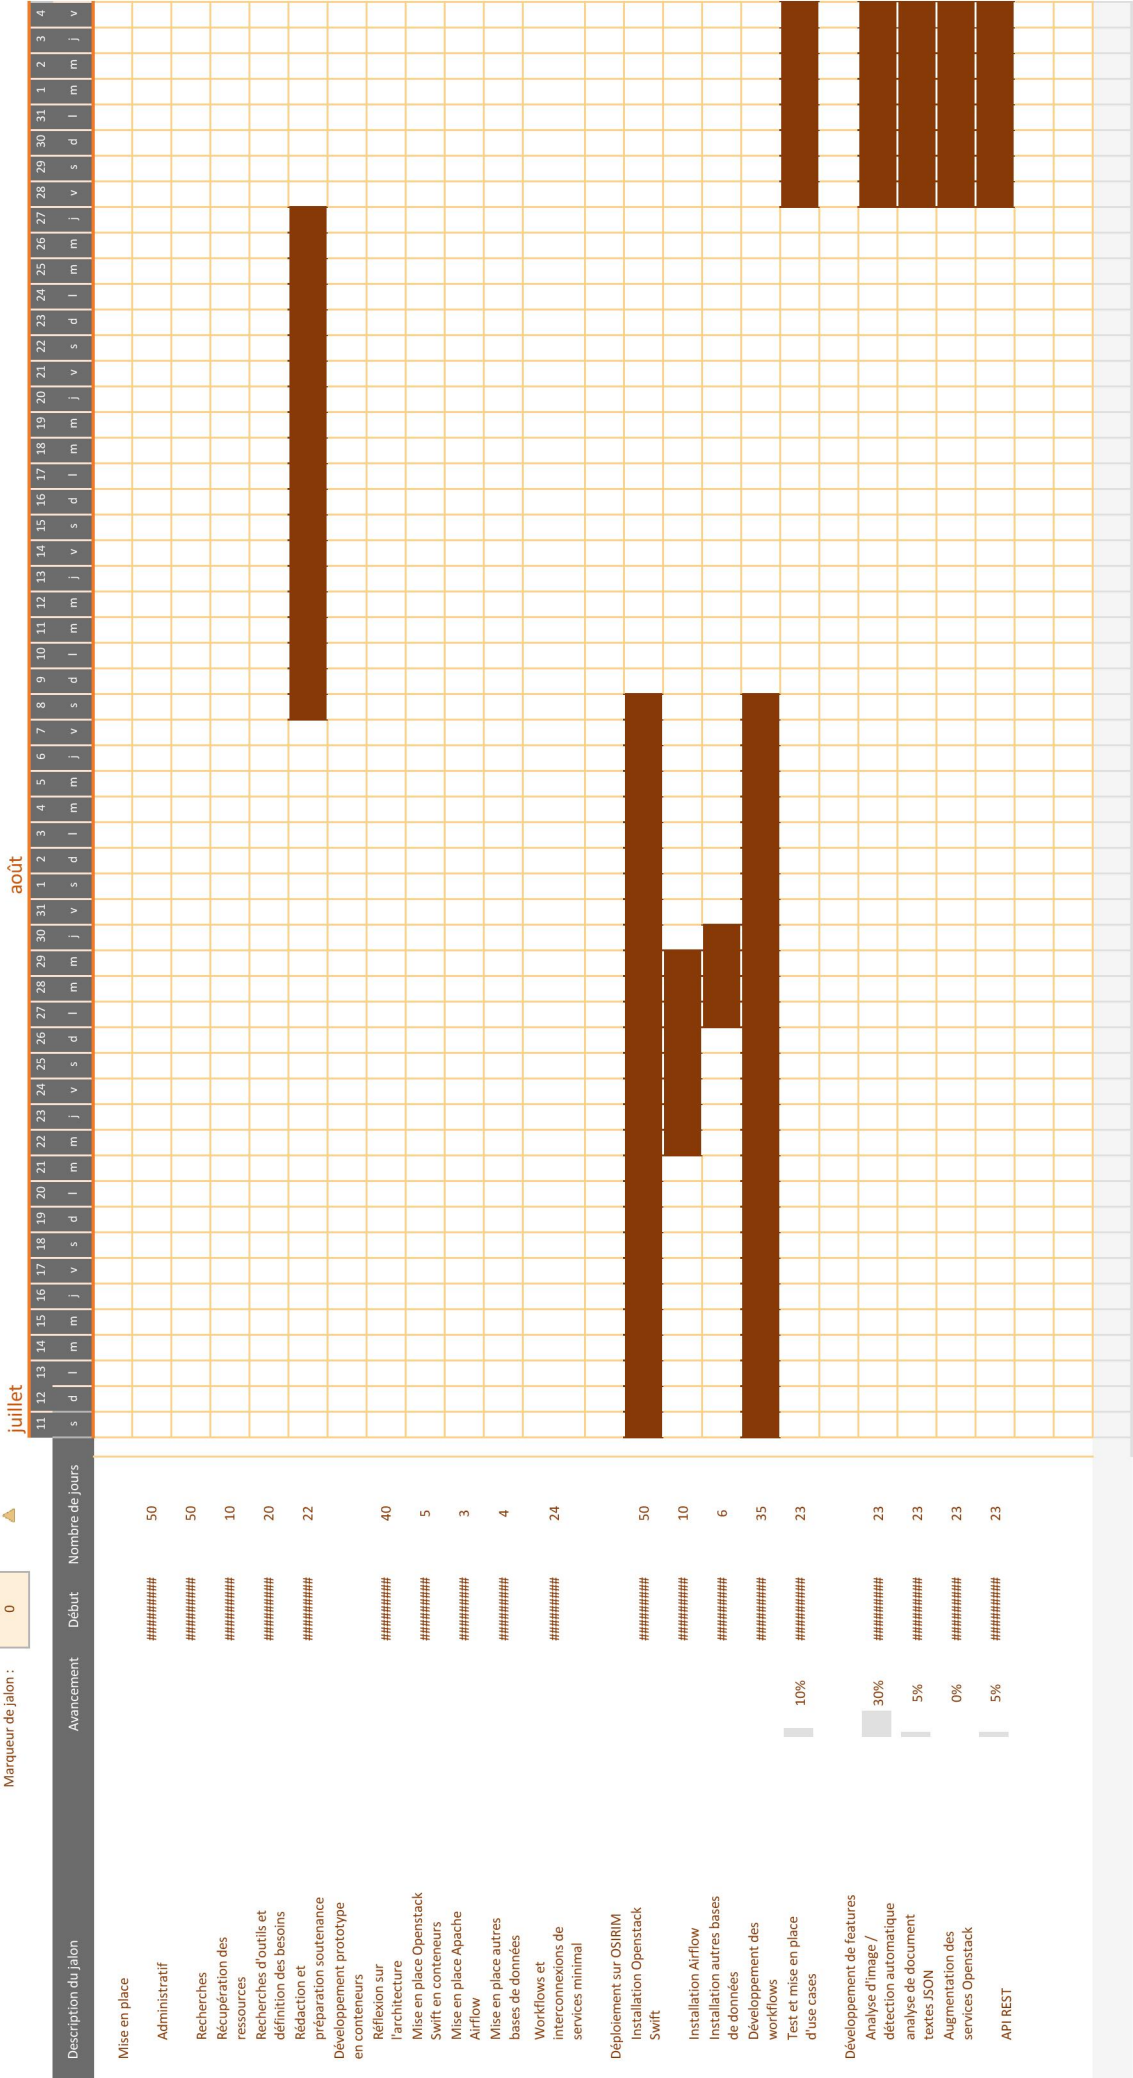 Marqueur de jalon : 0 juillet août
11 12 13 14 15 16 17 18 19 20 21 22 23 24 25 26 27 28 29 30 31 1 2 3 4 5 6 7 8 9 10 11 12 13 14 15 16 17 18 19 20 21 22 23 24 25 26 27 28 29 30 31 1 2 3 4
Description du jalon Avancement Début Nombre de jours s d l m m j v s d l m m j v s d l m m j v s d l m m j v s d l m m j v s d l m m j v s d l m m j v s d l m m j v
Mise en place
Administratif ########## 50
Recherches ########## 50
Récupération des
ressources ########## 10
Recherches d'outils et
définition des besoins ########## 20
Rédaction et
préparation soutenance ########## 22
Développement prototype
en conteneurs
Réflexion sur
l'architecture ########## 40
Mise en place Openstack
Swift en conteneurs ########## 5
Mise en place Apache
Airflow ########## 3
Mise en place autres
bases de données ########## 4
Workflows et
interconnexions de
services minimal ########## 24
Déploiement sur OSIRIM
Installation Openstack
Swift ########## 50
Installation Airflow ########## 10
Installation autres bases
de données ########## 6
Développement des
workflows ########## 35
Test et mise en place
d'use cases 10% ########## 23
Développement de features
Analyse d'image /
détection automatique 30% ########## 23
analyse de document
textes JSON 5% ########## 23
Augmentation des
services Openstack 0% ########## 23
API REST 5% ########## 23